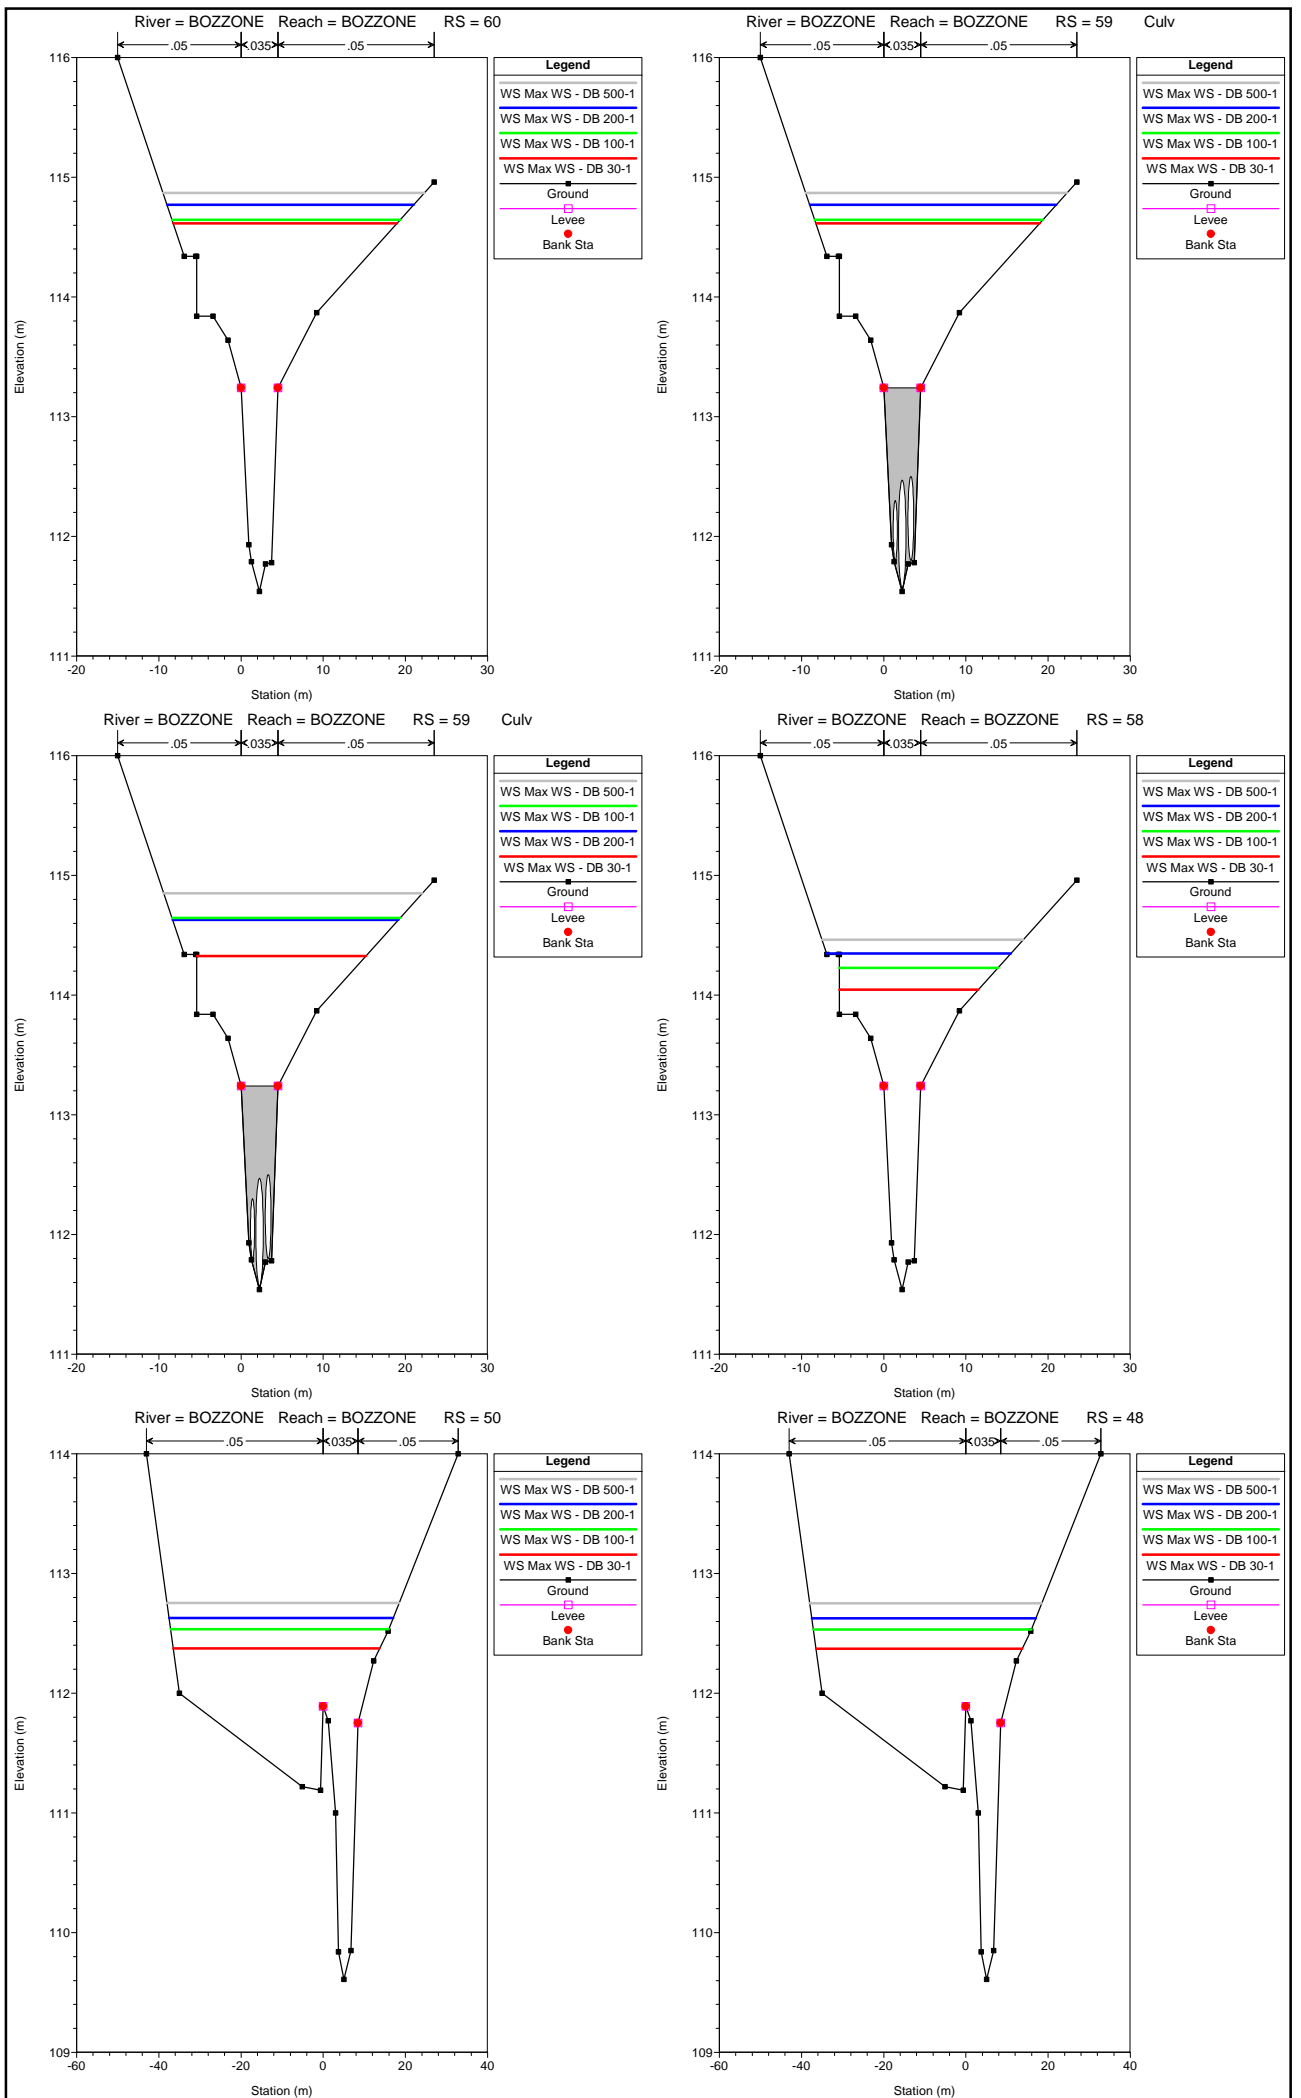 River = BOZZONE Reach = BOZZONE RS = 60
.05 .035 .05
116
115
114
113
112
111
-20 -10 0 10 20 30
Elevation (m)
Station (m)
Legend
WS Max WS - DB 500-1
WS Max WS - DB 200-1
WS Max WS - DB 100-1
WS Max WS - DB 30-1
Ground
Levee
Bank Sta
River = BOZZONE Reach = BOZZONE RS = 59 Culv
.05 .035 .05
116
115
114
113
112
111
-20 -10 0 10 20 30
Elevation (m)
Station (m)
Legend
WS Max WS - DB 500-1
WS Max WS - DB 200-1
WS Max WS - DB 100-1
WS Max WS - DB 30-1
Ground
Levee
Bank Sta
River = BOZZONE Reach = BOZZONE RS = 59 Culv
.05 .035 .05
116
115
114
113
112
111
-20 -10 0 10 20 30
Elevation (m)
Station (m)
Legend
WS Max WS - DB 500-1
WS Max WS - DB 100-1
WS Max WS - DB 200-1
WS Max WS - DB 30-1
Ground
Levee
Bank Sta
River = BOZZONE Reach = BOZZONE RS = 58
.05 .035 .05
116
115
114
113
112
111
-20 -10 0 10 20 30
Elevation (m)
Station (m)
Legend
WS Max WS - DB 500-1
WS Max WS - DB 200-1
WS Max WS - DB 100-1
WS Max WS - DB 30-1
Ground
Levee
Bank Sta
River = BOZZONE Reach = BOZZONE RS = 50
.05 .035 .05
114
113
112
111
110
109
-60 -40 -20 0 20 40
Elevation (m)
Station (m)
Legend
WS Max WS - DB 500-1
WS Max WS - DB 200-1
WS Max WS - DB 100-1
WS Max WS - DB 30-1
Ground
Levee
Bank Sta
River = BOZZONE Reach = BOZZONE RS = 48
.05 .035 .05
114
113
112
111
110
109
-60 -40 -20 0 20 40
Elevation (m)
Station (m)
Legend
WS Max WS - DB 500-1
WS Max WS - DB 200-1
WS Max WS - DB 100-1
WS Max WS - DB 30-1
Ground
Levee
Bank Sta